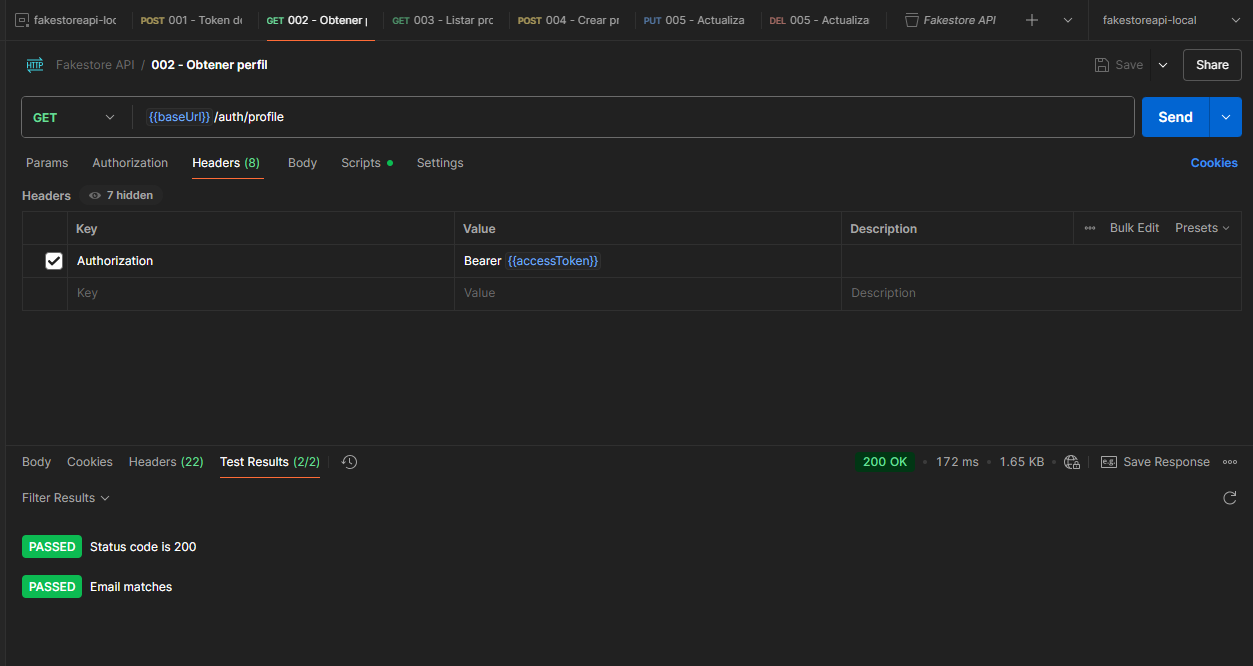 fakestoreapi-loc POST 001 - Token de GET 002 - Obtener p GET 003 - Listar pro POST 004 - Crear pr PUT 005 - Actualiza DEL 005 - Actualiza Fakestore API fakestoreapi-local
HTTP Fakestore API / 002 - Obtener perfil Save Share
GET {{baseUrl}} /auth/profile Send
Params Authorization Headers (8) Body Scripts Settings Cookies
Headers 7 hidden
Key Value Description Bulk Edit Presets
Authorization Bearer {{accessToken}}
Key Value Description
Body Cookies Headers (22) Test Results (2/2) 200 OK 172 ms 1.65 KB e.g. Save Response
Filter Results
PASSED Status code is 200
PASSED Email matches